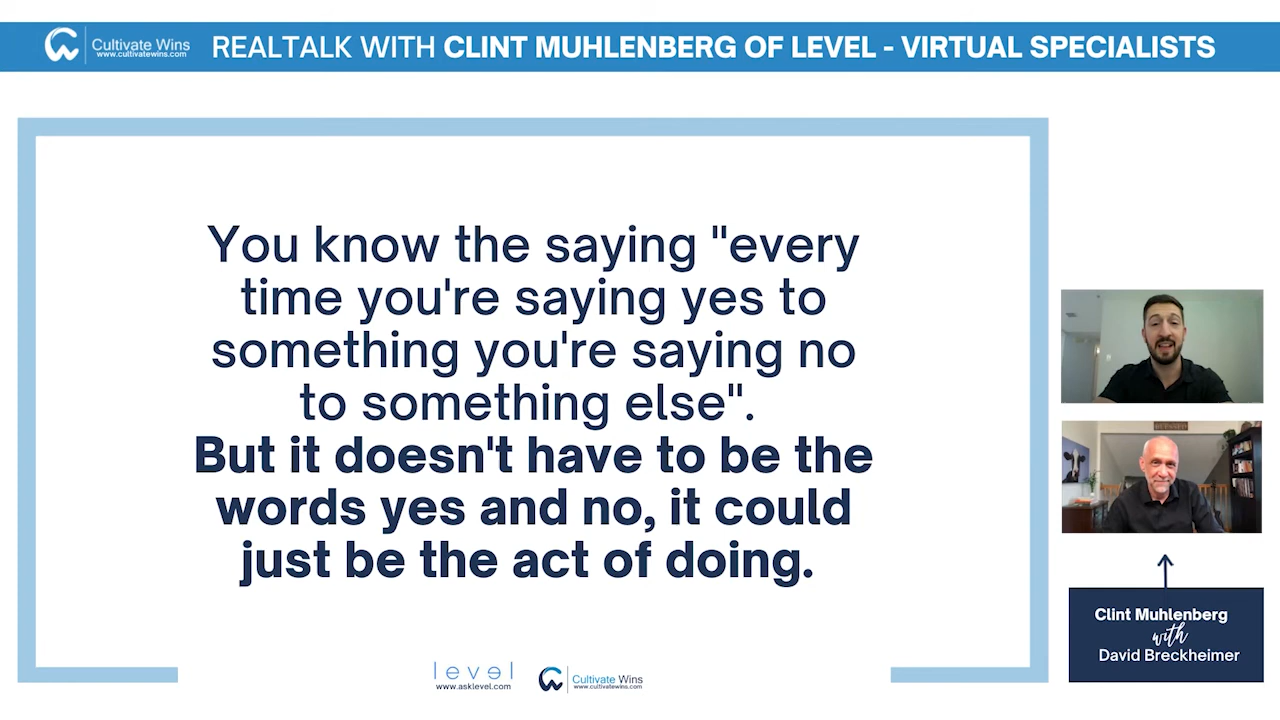 Cultivate Wins
www.cultivatewins.com
REALTALK WITH CLINT MUHLENBERG OF LEVEL - VIRTUAL SPECIALISTS
You know the saying "every
time you're saying yes to
something you're saying no
to something else".
But it doesn't have to be the
words yes and no, it could
just be the act of doing.
Clint Muhlenberg
with
David Breckheimer
level
www.asklevel.com
Cultivate Wins
www.cultivatewins.com